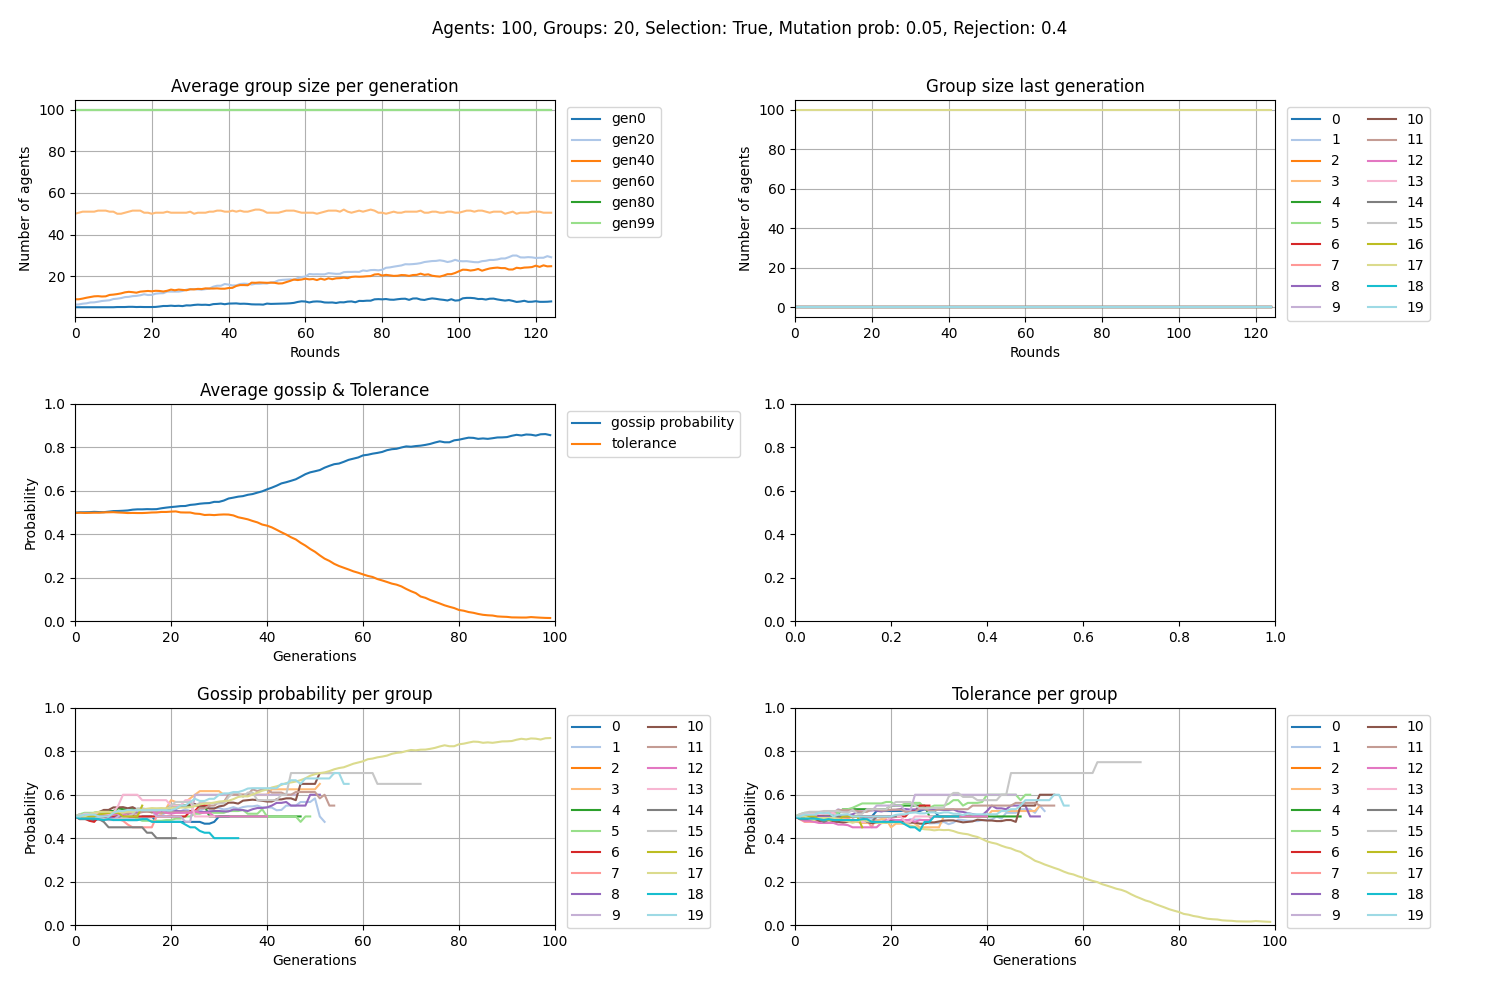 Agents: 100, Groups: 20, Selection: True, Mutation prob: 0.05, Rejection: 0.4
Average group size per generation
Number of agents
100
80
60
40
20
0 20 40 60 80 100 120
Rounds
gen0
gen20
gen40
gen60
gen80
gen99
Group size last generation
Number of agents
100
80
60
40
20
0
0 20 40 60 80 100 120
Rounds
0 10
1 11
2 12
3 13
4 14
5 15
6 16
7 17
8 18
9 19
Average gossip & Tolerance
Probability
1.0
0.8
0.6
0.4
0.2
0.0
0 20 40 60 80 100
Generations
gossip probability
tolerance
1.0
0.8
0.6
0.4
0.2
0.0
0.0 0.2 0.4 0.6 0.8 1.0
Gossip probability per group
Probability
1.0
0.8
0.6
0.4
0.2
0.0
0 20 40 60 80 100
Generations
0 10
1 11
2 12
3 13
4 14
5 15
6 16
7 17
8 18
9 19
Tolerance per group
Probability
1.0
0.8
0.6
0.4
0.2
0.0
0 20 40 60 80 100
Generations
0 10
1 11
2 12
3 13
4 14
5 15
6 16
7 17
8 18
9 19